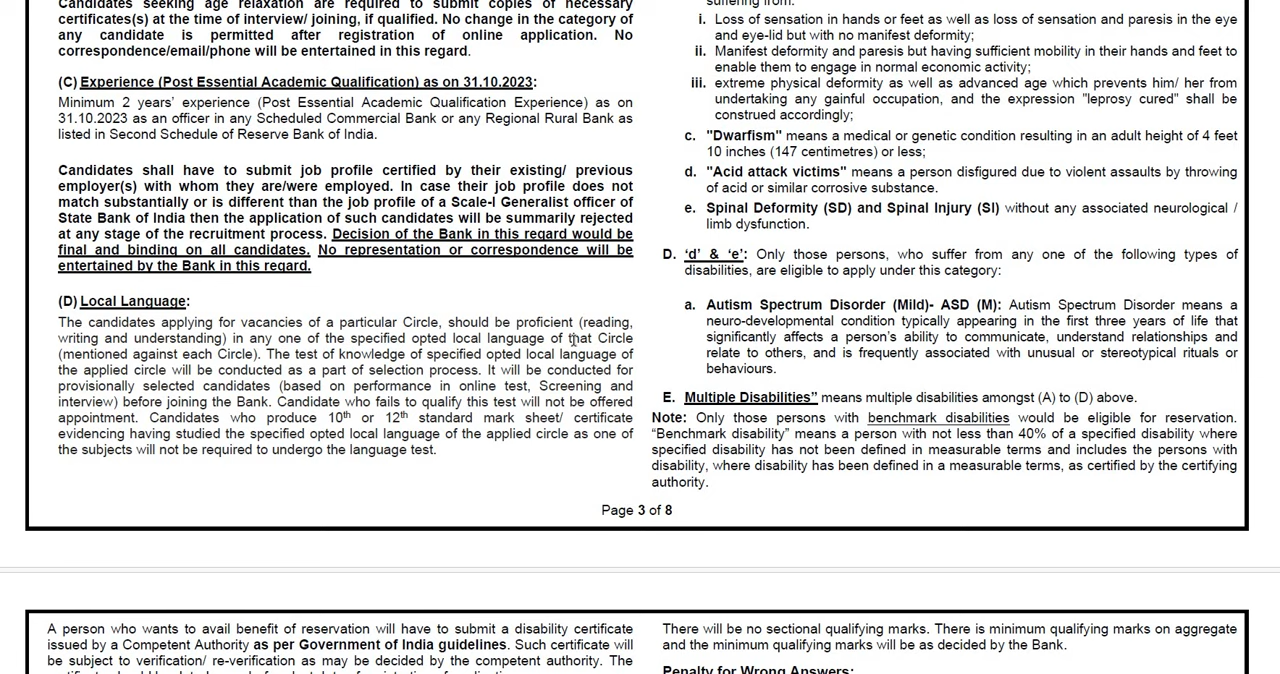 Candidates seeking age relaxation are required to submit copies of necessary
certificates(s) at the time of interview/ joining, if qualified. No change in the category of
any candidate is permitted after registration of online application. No
correspondence/email/phone will be entertained in this regard.
(C) Experience (Post Essential Academic Qualification) as on 31.10.2023:
Minimum 2 years' experience (Post Essential Academic Qualification Experience) as on
31.10.2023 as an officer in any Scheduled Commercial Bank or any Regional Rural Bank as
listed in Second Schedule of Reserve Bank of India.
Candidates shall have to submit job profile certified by their existing/ previous
employer(s) with whom they are/were employed. In case their job profile does not
match substantially or is different than the job profile of a Scale-I Generalist officer of
State Bank of India then the application of such candidates will be summarily rejected
at any stage of the recruitment process. Decision of the Bank in this regard would be
final and binding on all candidates. No representation or correspondence will be
entertained by the Bank in this regard.
(D) Local Language:
The candidates applying for vacancies of a particular Circle, should be proficient (reading,
writing and understanding) in any one of the specified opted local language of that Circle
(mentioned against each Circle). The test of knowledge of specified opted local language of
the applied circle will be conducted as a part of selection process. It will be conducted for
provisionally selected candidates (based on performance in online test, Screening and
interview) before joining the Bank. Candidate who fails to qualify this test will not be offered
appointment. Candidates who produce 10th or 12th standard mark sheet/ certificate
evidencing having studied the specified opted local language of the applied circle as one of
the subjects will not be required to undergo the language test.
suffering from:
i. Loss of sensation in hands or feet as well as loss of sensation and paresis in the eye
and eye-lid but with no manifest deformity;
ii. Manifest deformity and paresis but having sufficient mobility in their hands and feet to
enable them to engage in normal economic activity;
iii. extreme physical deformity as well as advanced age which prevents him/ her from
undertaking any gainful occupation, and the expression "leprosy cured" shall be
construed accordingly;
c. "Dwarfism" means a medical or genetic condition resulting in an adult height of 4 feet
10 inches (147 centimetres) or less;
d. "Acid attack victims" means a person disfigured due to violent assaults by throwing
of acid or similar corrosive substance.
e. Spinal Deformity (SD) and Spinal Injury (SI) without any associated neurological /
limb dysfunction.
D. 'd' & 'e': Only those persons, who suffer from any one of the following types of
disabilities, are eligible to apply under this category:
a. Autism Spectrum Disorder (Mild)- ASD (M): Autism Spectrum Disorder means a
neuro-developmental condition typically appearing in the first three years of life that
significantly affects a person's ability to communicate, understand relationships and
relate to others, and is frequently associated with unusual or stereotypical rituals or
behaviours.
E. Multiple Disabilities” means multiple disabilities amongst (A) to (D) above.
Note: Only those persons with benchmark disabilities would be eligible for reservation.
“Benchmark disability” means a person with not less than 40% of a specified disability where
specified disability has not been defined in measurable terms and includes the persons with
disability, where disability has been defined in a measurable terms, as certified by the certifying
authority.
Page 3 of 8
A person who wants to avail benefit of reservation will have to submit a disability certificate
issued by a Competent Authority as per Government of India guidelines. Such certificate will
be subject to verification/ re-verification as may be decided by the competent authority. The
There will be no sectional qualifying marks. There is minimum qualifying marks on aggregate
and the minimum qualifying marks will be as decided by the Bank.
Penalty for Wrong Answers: